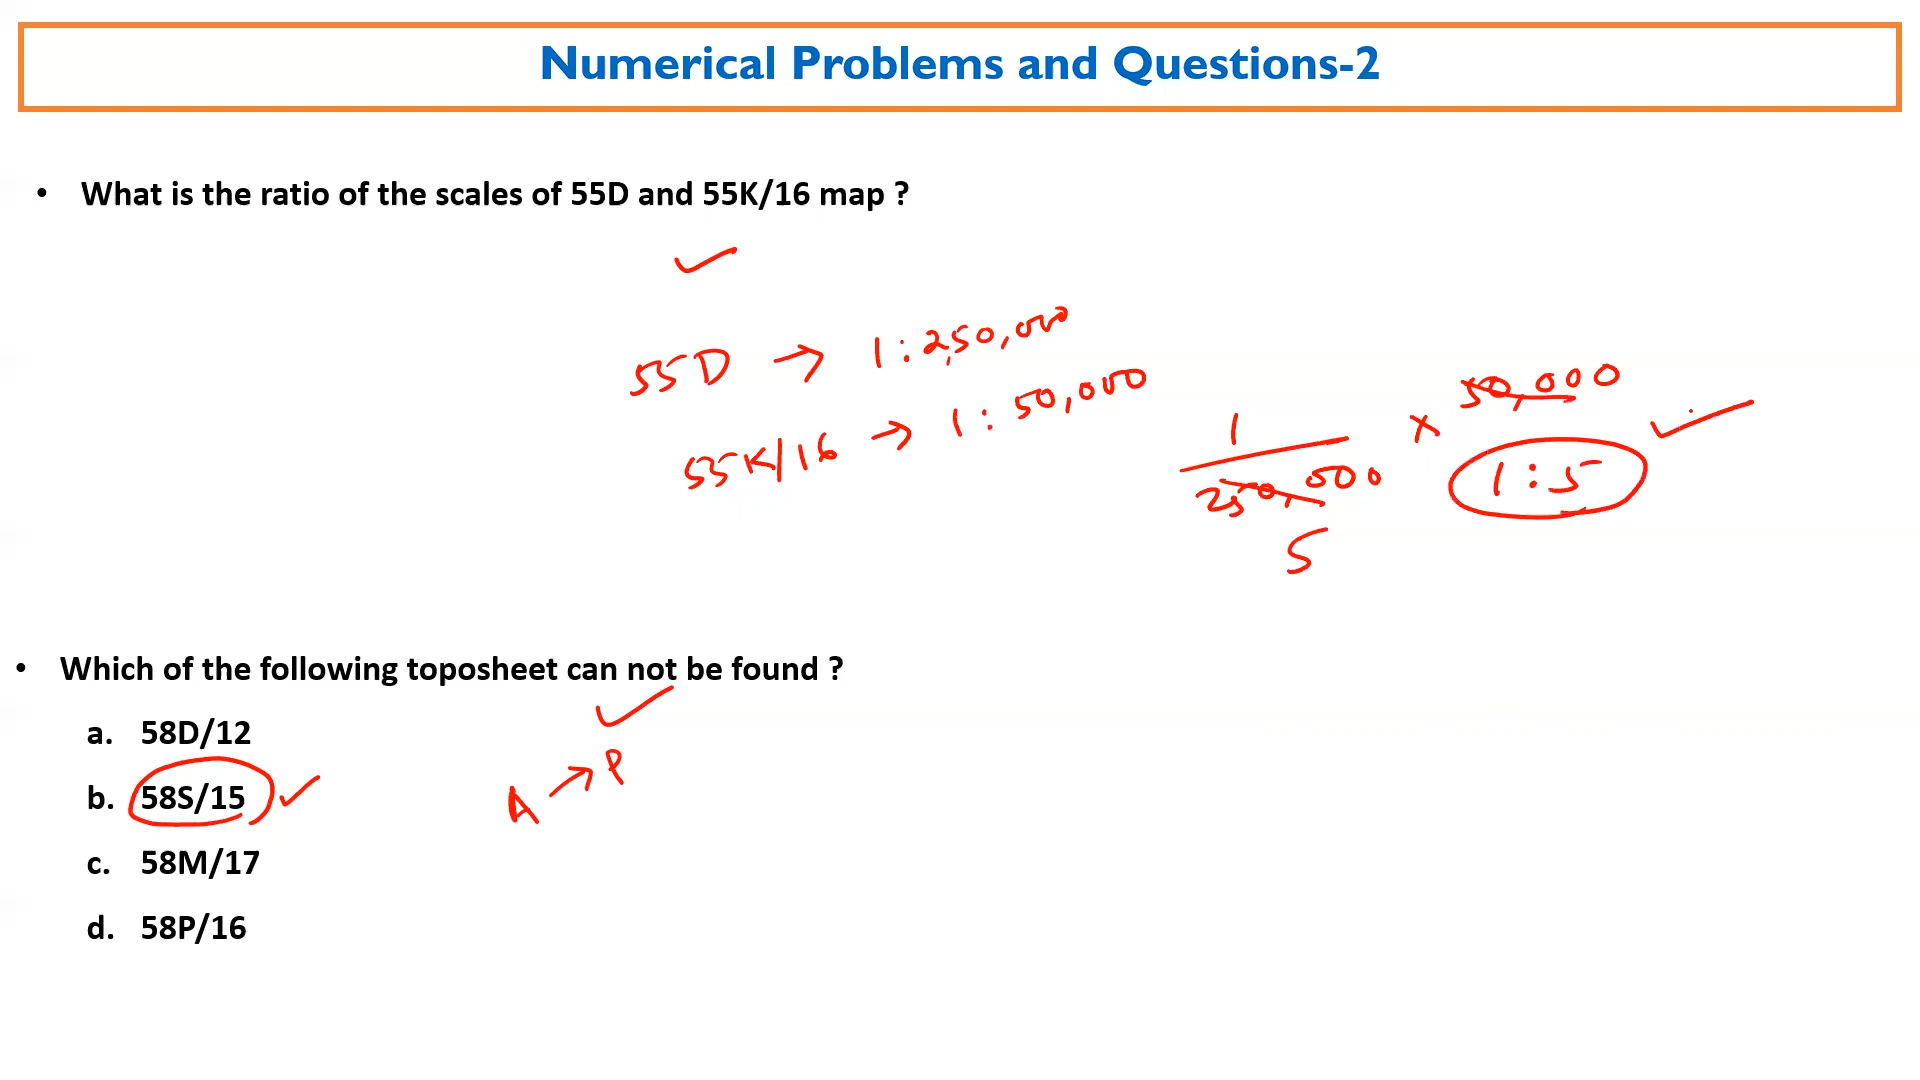 Numerical Problems and Questions-2
• What is the ratio of the scales of 55D and 55K/16 map ?
55D → 1:2,50,000
55K/16 → 1:50,000
1
250,000
5
× 50,000
1:5
• Which of the following toposheet can not be found ?
a. 58D/12
b. 58S/15
c. 58M/17
d. 58P/16
A → P